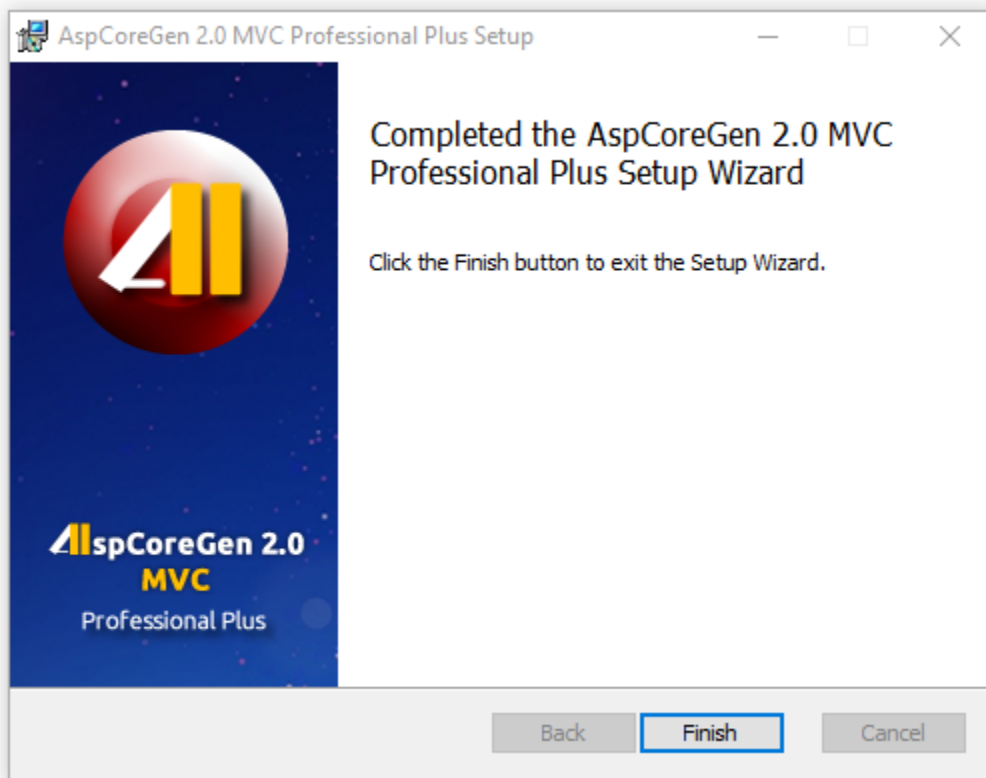 AspCoreGen 2.0 MVC Professional Plus Setup
Completed the AspCoreGen 2.0 MVC
Professional Plus Setup Wizard
Click the Finish button to exit the Setup Wizard.
AspCoreGen 2.0
MVC
Professional Plus
Back
Finish
Cancel